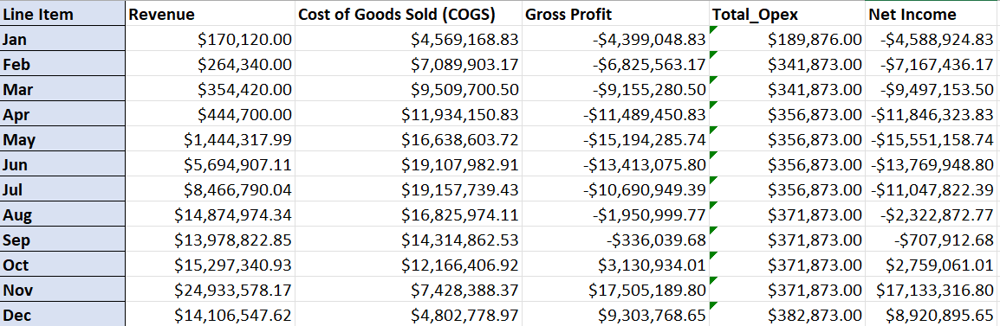 Line Item Revenue Cost of Goods Sold (COGS) Gross Profit Total_Opex Net Income
Jan $170,120.00 $4,569,168.83 -$4,399,048.83 $189,876.00 -$4,588,924.83
Feb $264,340.00 $7,089,903.17 -$6,825,563.17 $341,873.00 -$7,167,436.17
Mar $354,420.00 $9,509,700.50 -$9,155,280.50 $341,873.00 -$9,497,153.50
Apr $444,700.00 $11,934,150.83 -$11,489,450.83 $356,873.00 -$11,846,323.83
May $1,444,317.99 $16,638,603.72 -$15,194,285.74 $356,873.00 -$15,551,158.74
Jun $5,694,907.11 $19,107,982.91 -$13,413,075.80 $356,873.00 -$13,769,948.80
Jul $8,466,790.04 $19,157,739.43 -$10,690,949.39 $356,873.00 -$11,047,822.39
Aug $14,874,974.34 $16,825,974.11 -$1,950,999.77 $371,873.00 -$2,322,872.77
Sep $13,978,822.85 $14,314,862.53 -$336,039.68 $371,873.00 -$707,912.68
Oct $15,297,340.93 $12,166,406.92 $3,130,934.01 $371,873.00 $2,759,061.01
Nov $24,933,578.17 $7,428,388.37 $17,505,189.80 $371,873.00 $17,133,316.80
Dec $14,106,547.62 $4,802,778.97 $9,303,768.65 $382,873.00 $8,920,895.65